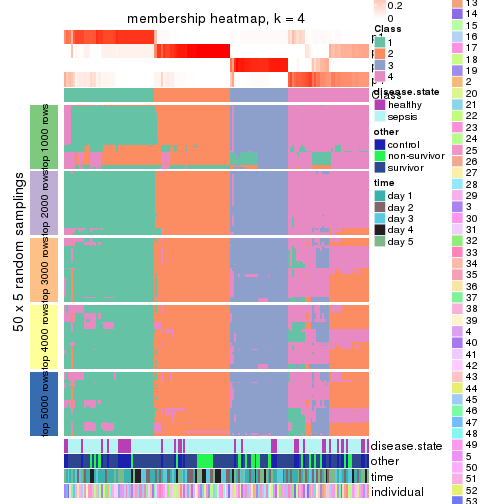 membership heatmap, k = 4
50 x 5 random samplings
top 1000 rows
top 2000 rows
top 3000 rows
top 4000 rows
top 5000 rows
Class
disease.state
other
time
individual
0.2
0
Class
1
2
3
4
disease.state
healthy
sepsis
other
control
non-survivor
survivor
time
day 1
day 2
day 3
day 4
day 5
13
14
15
16
17
18
19
2
20
21
22
23
24
25
26
27
28
29
3
30
31
32
33
34
35
36
37
38
39
4
40
41
42
43
44
45
46
47
48
49
5
50
51
52
53